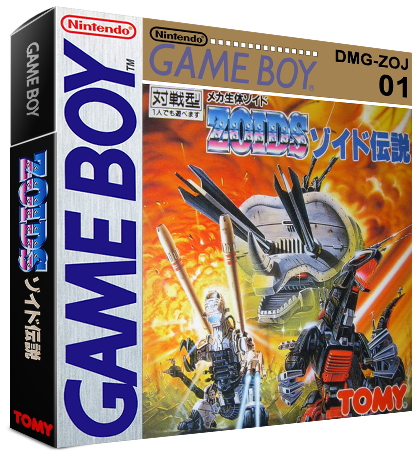 GAME BOY
ZOIDS ゾイド伝説
TOMY
Nintendo
GAME BOY™
Nintendo
GAME BOY®
DMG-ZOJ
01
対戦型
1人でも遊べます
メカ生体ゾイド
ZOIDS ゾイド伝説
TOMY